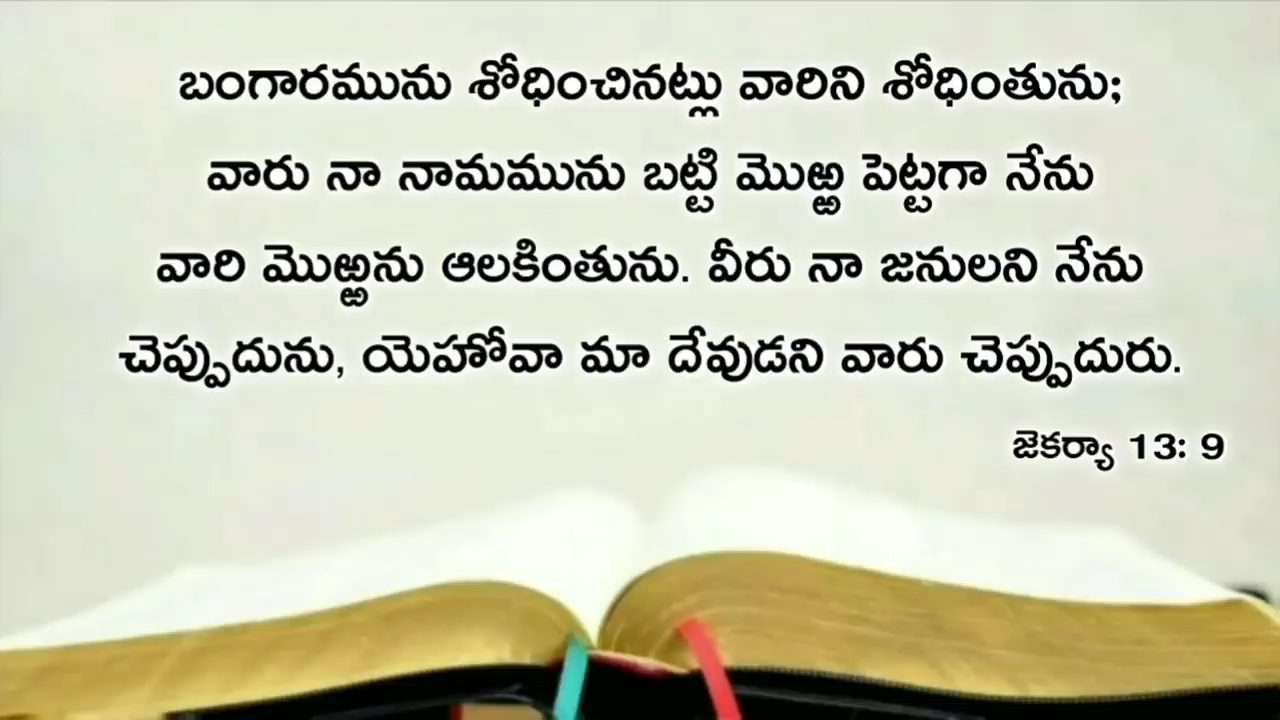 బంగారమును శోధించినట్లు వారిని శోధింతును;
వారు నా నామమును బట్టి మొఱ్ఱ పెట్టగా నేను
వారి మొఱ్ఱను ఆలకింతును. వీరు నా జనులని నేను
చెప్పుదును, యెహోవా మా దేవుడని వారు చెప్పుదురు.
జెకర్యా 13: 9